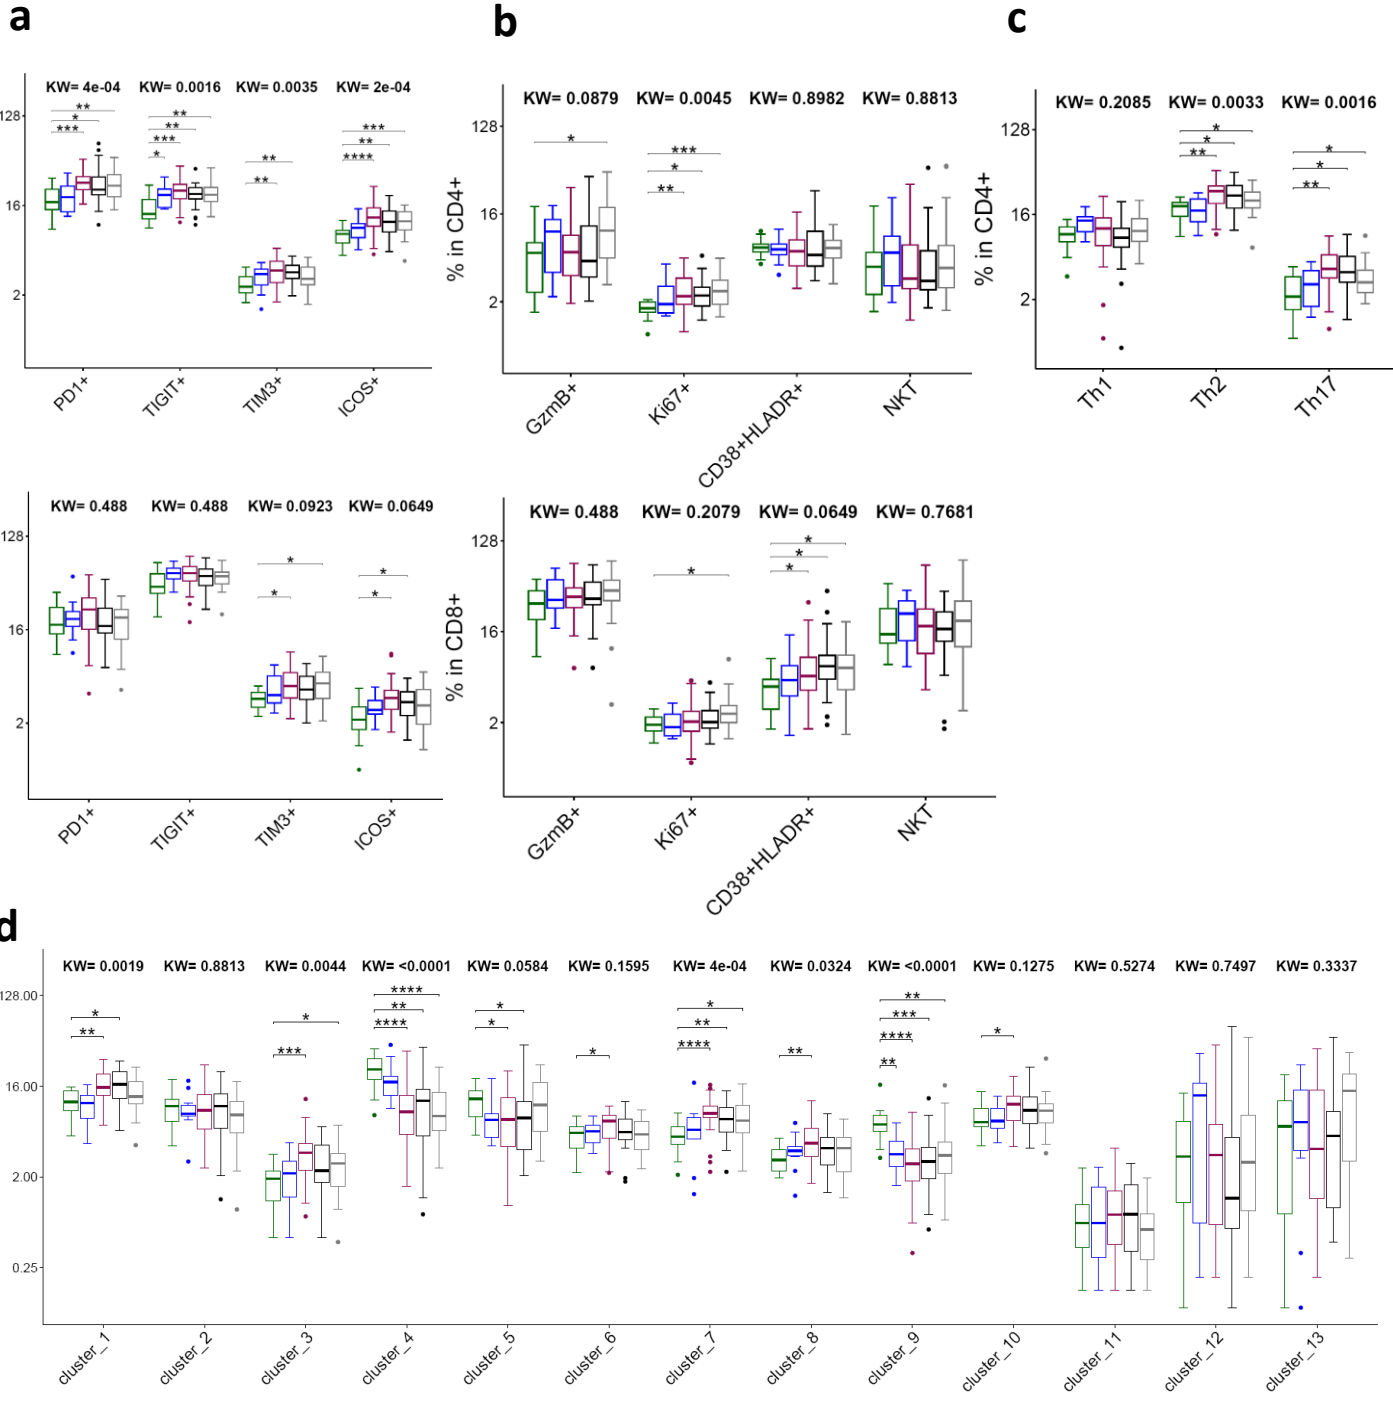 a
b
c
KW= 4e-04 KW= 0.0016 KW= 0.0035 KW= 2e-04
** ** *** 
* ** ** **
*** *** ** ****
*
128
16
2
PD1+ TIGIT+ TIM3+ ICOS+
% in CD4+
KW= 0.0879 KW= 0.0045 KW= 0.8982 KW= 0.8813
* ***
*
**
128
16
2
GzmB+ Ki67+ CD38+HLADR+ NKT
% in CD4+
KW= 0.2085 KW= 0.0033 KW= 0.0016
* *
* *
** **
128
16
2
Th1 Th2 Th17
KW= 0.488 KW= 0.488 KW= 0.0923 KW= 0.0649
* *
* *
128
16
2
PD1+ TIGIT+ TIM3+ ICOS+
% in CD8+
KW= 0.488 KW= 0.2079 KW= 0.0649 KW= 0.7681
* *
*
*
128
16
2
GzmB+ Ki67+ CD38+HLADR+ NKT
d
KW= 0.0019 KW= 0.8813 KW= 0.0044 KW= <0.0001 KW= 0.0584 KW= 0.1595 KW= 4e-04 KW= 0.0324 KW= <0.0001 KW= 0.1275 KW= 0.5274 KW= 0.7497 KW= 0.3337
* * **** * * * ** *
** *** ** * ** ** ***
**** **** ****
**
128.00
16.00
2.00
0.25
cluster_1 cluster_2 cluster_3 cluster_4 cluster_5 cluster_6 cluster_7 cluster_8 cluster_9 cluster_10 cluster_11 cluster_12 cluster_13